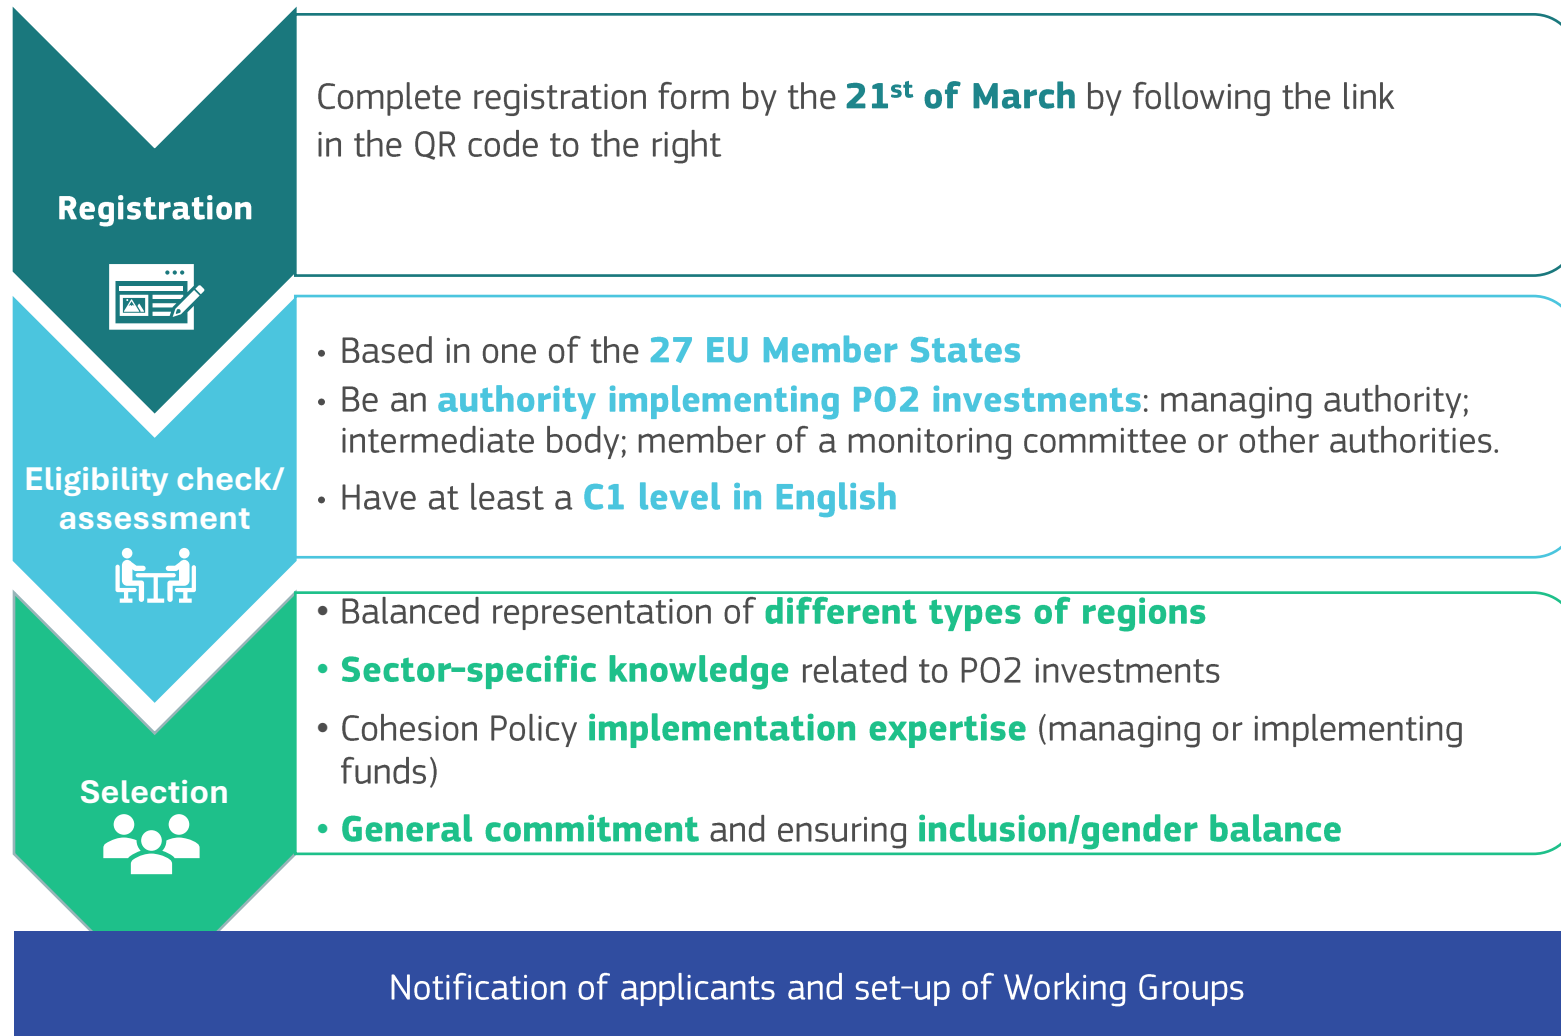 Complete registration form by the 21st of March by following the link
in the QR code to the right
Registration
• Based in one of the 27 EU Member States
• Be an authority implementing PO2 investments: managing authority;
intermediate body; member of a monitoring committee or other authorities.
• Have at least a C1 level in English
Eligibility check/
assessment
• Balanced representation of different types of regions
• Sector-specific knowledge related to PO2 investments
• Cohesion Policy implementation expertise (managing or implementing
funds)
• General commitment and ensuring inclusion/gender balance
Selection
Notification of applicants and set-up of Working Groups